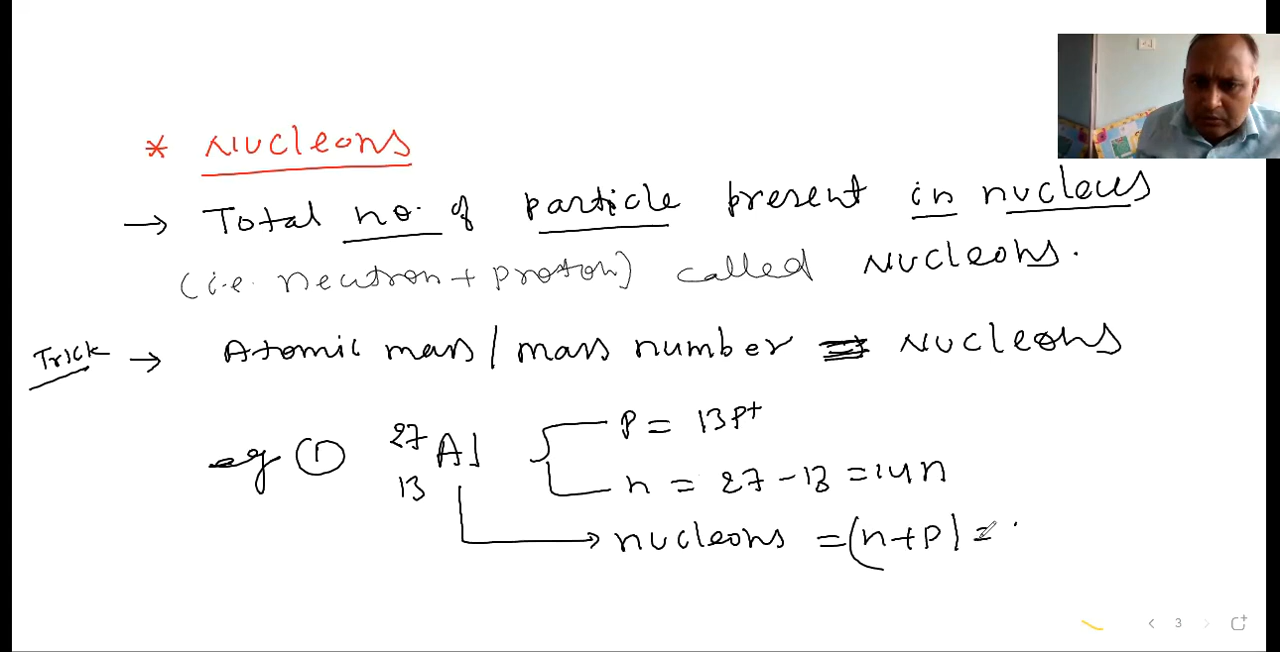 * Nucleons
→ Total no. of particle present in nucleus
(i.e. neutron + proton) called Nucleons.
Trick → Atomic mass / mass number = Nucleons
eg ① 27 13 Al p = 13p+
n = 27 - 13 = 14n
→ nucleons = (n+p) =
3